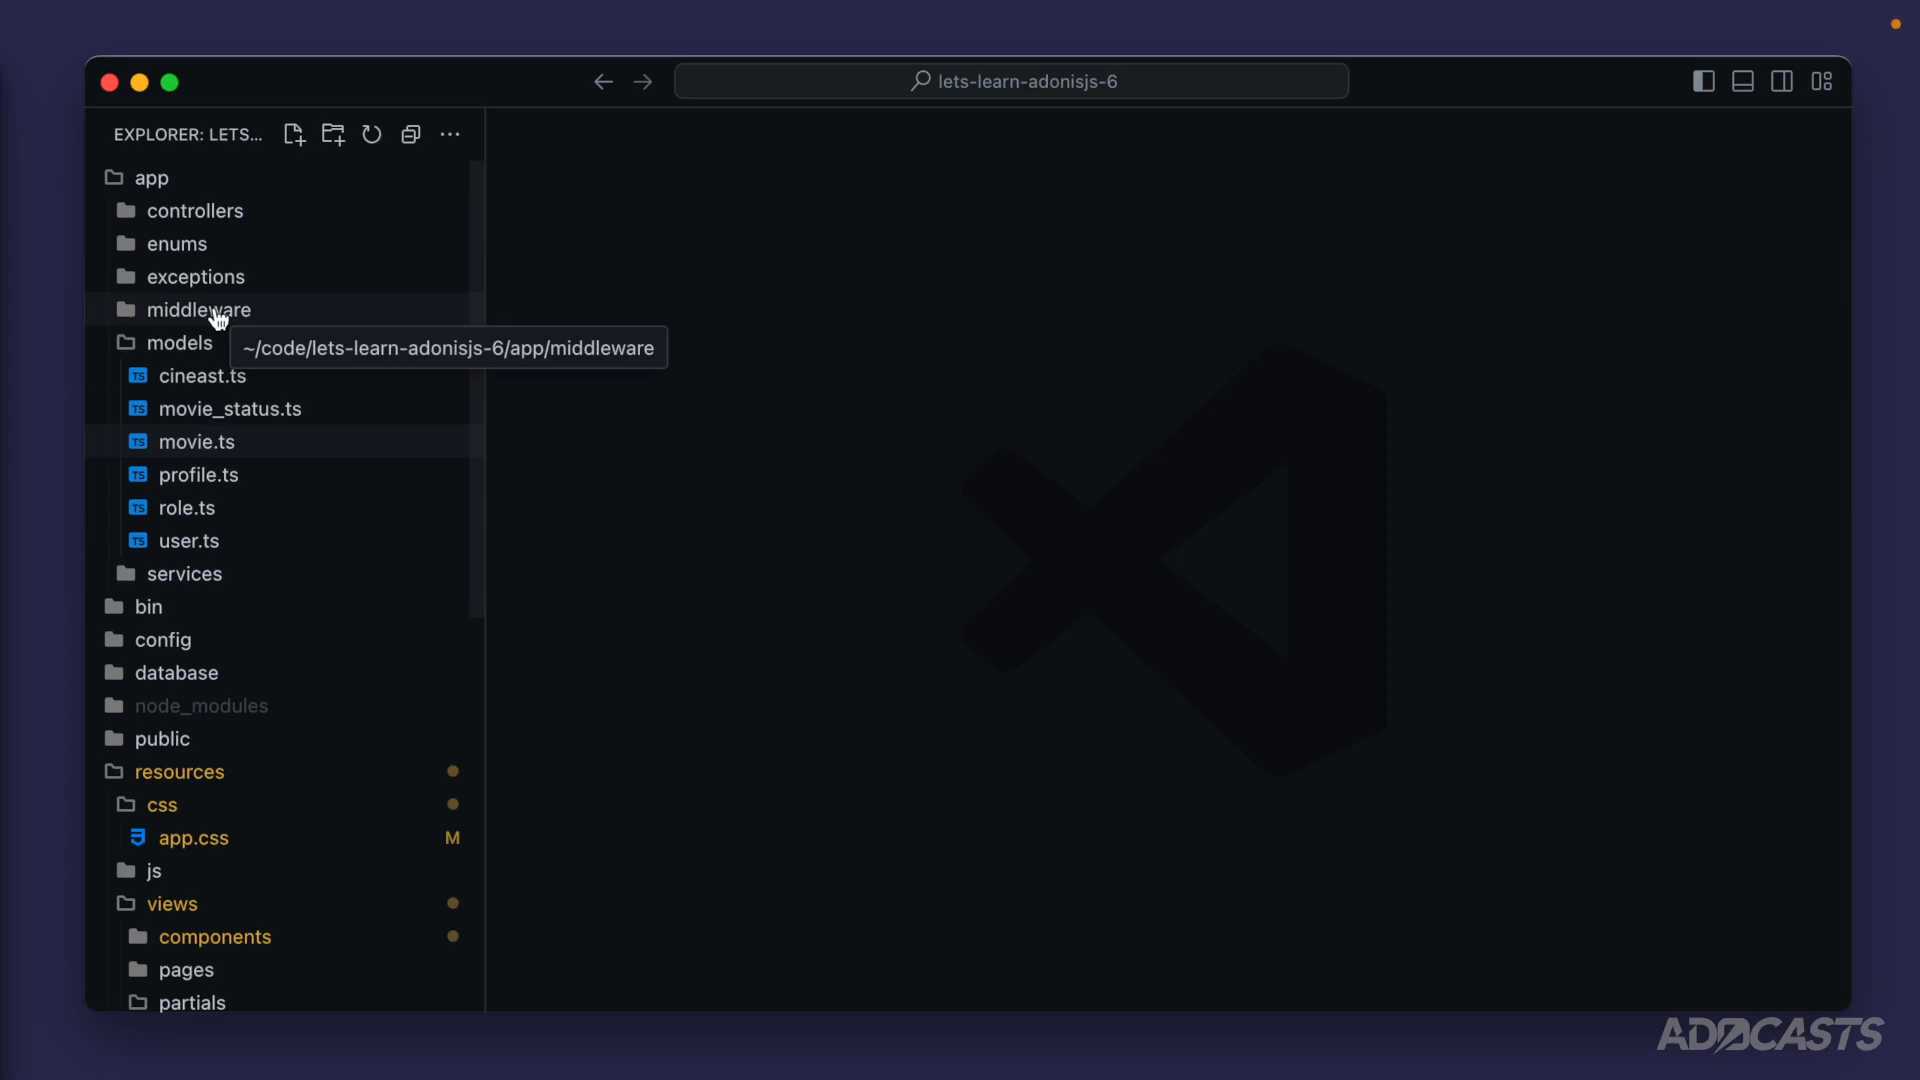 lets-learn-adonisjs-6
EXPLORER: LETS...
app
controllers
enums
exceptions
middleware
models
~/code/lets-learn-adonisjs-6/app/middleware
cineast.ts
movie_status.ts
movie.ts
profile.ts
role.ts
user.ts
services
bin
config
database
node_modules
public
resources
css
app.css M
js
views
components
pages
partials
ADOCASTS